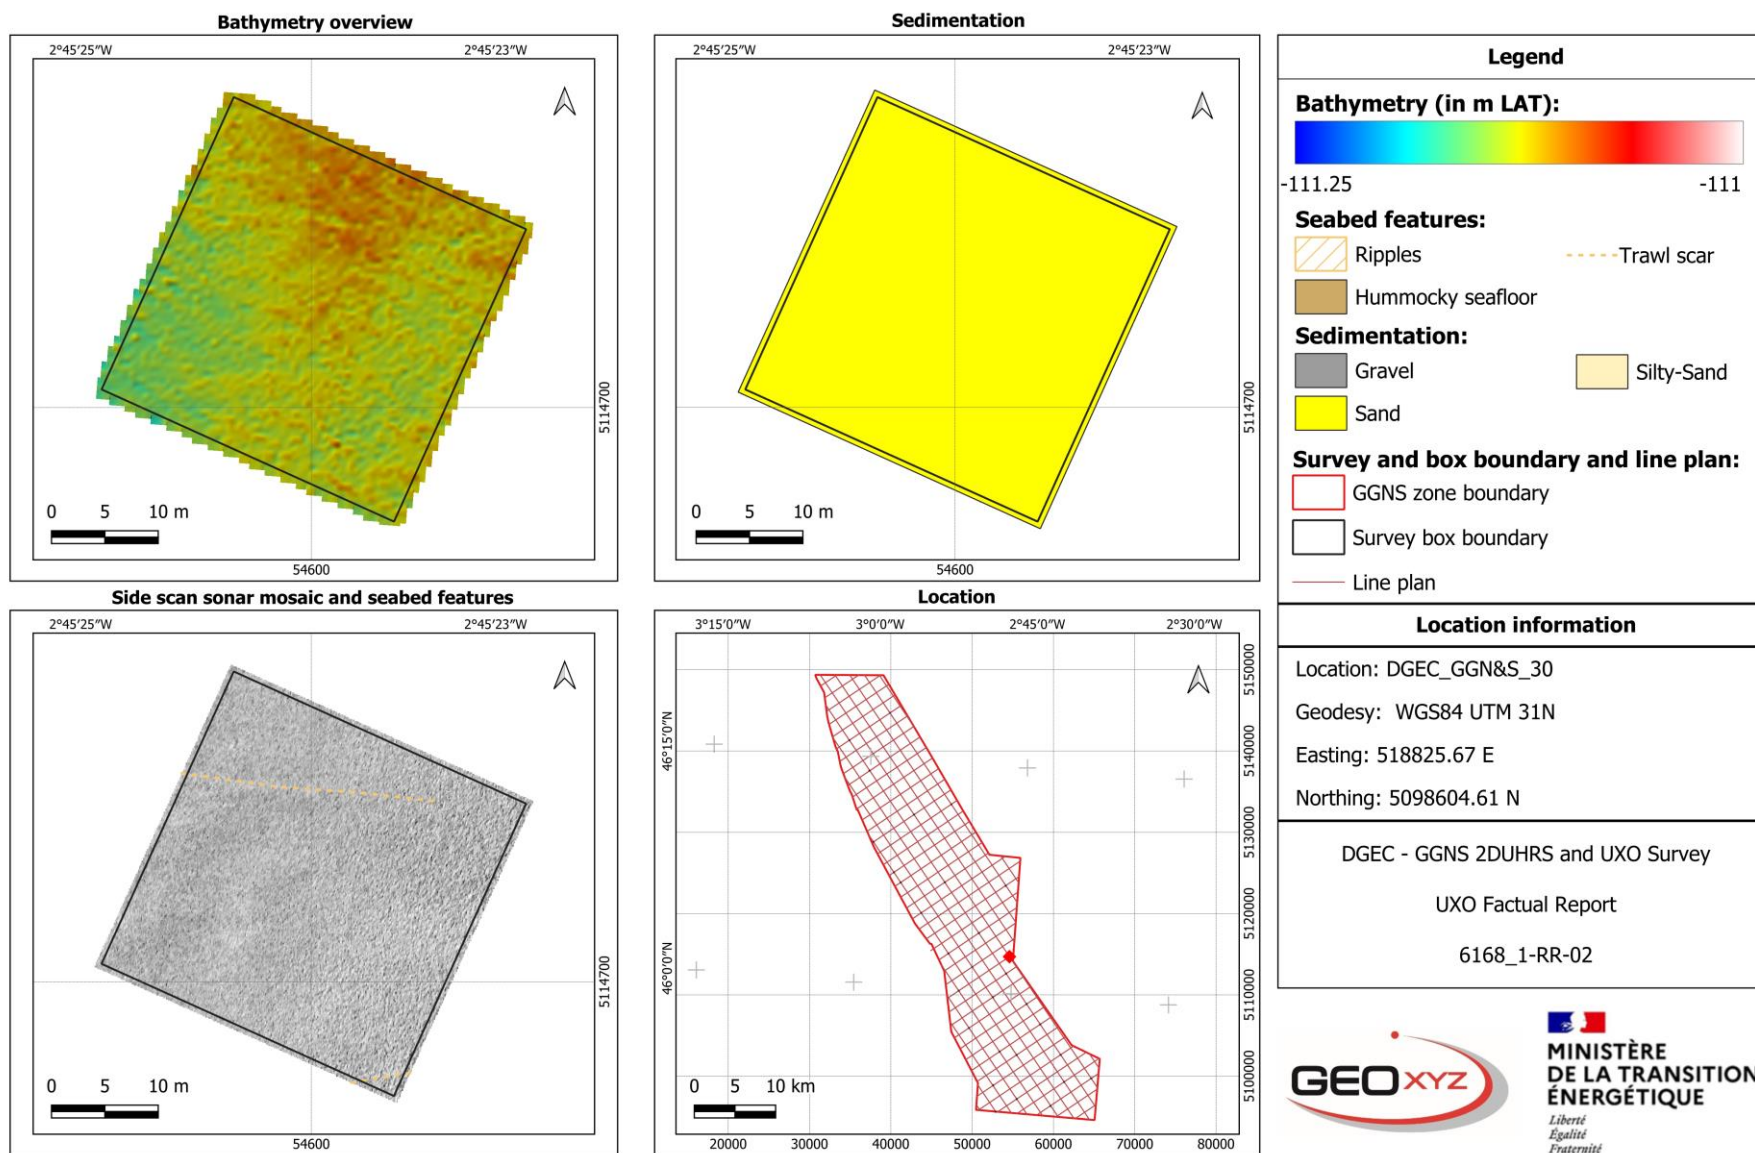 Bathymetry overview
2°45'25"W
2°45'23"W
5114700
0 5 10 m
54600
Sedimentation
2°45'25"W
2°45'23"W
5114700
0 5 10 m
54600
Side scan sonar mosaic and seabed features
2°45'25"W
2°45'23"W
5114700
0 5 10 m
54600
Location
3°15'0"W 3°0'0"W 2°45'0"W 2°30'0"W
46°15'0"N
46°0'0"N
5150000
5140000
5130000
5120000
5110000
5100000
0 5 10 km
20000 30000 40000 50000 60000 70000 80000
Legend
Bathymetry (in m LAT):
-111.25
-111
Seabed features:
Ripples
Trawl scar
Hummocky seafloor
Sedimentation:
Gravel
Silty-Sand
Sand
Survey and box boundary and line plan:
GGNS zone boundary
Survey box boundary
Line plan
Location information
Location: DGEC_GGN&S_30
Geodesy: WGS84 UTM 31N
Easting: 518825.67 E
Northing: 5098604.61 N
DGEC - GGNS 2DUHRS and UXO Survey
UXO Factual Report
6168_1-RR-02
GEOXYZ
MINISTÈRE
DE LA TRANSITION
ÉNERGÉTIQUE
Liberté
Égalité
Fraternité